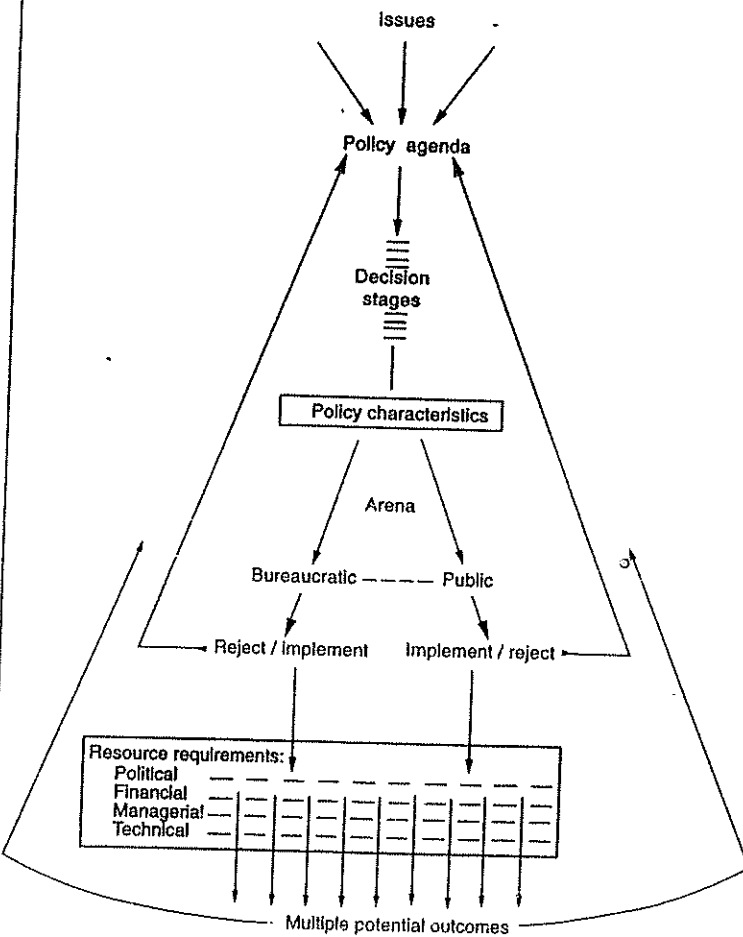 Issues
Policy agenda
Decision
stages
Policy characteristics
Arena
Bureaucratic ---- Public
Reject / implement Implement / reject
Resource requirements:
Political
Financial
Managerial
Technical
Multiple potential outcomes